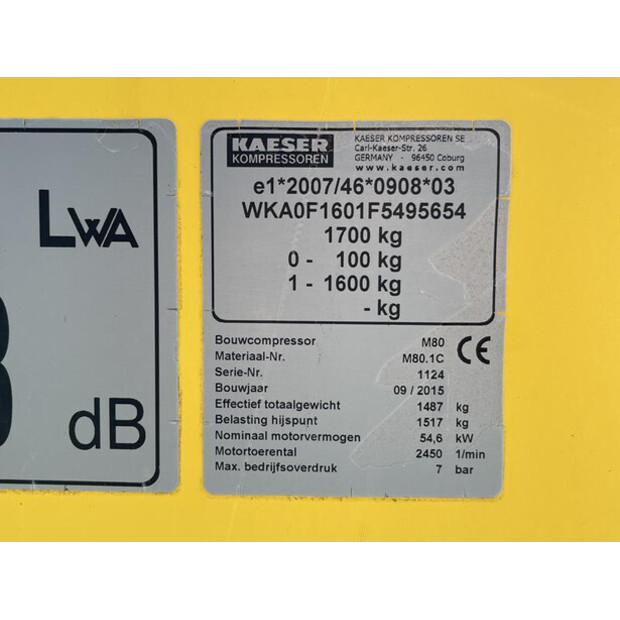 LWA
dB
KAESER
KOMPRESSOREN
KAESER KOMPRESSOREN SE
Carl-Kaeser-Str. 26
GERMANY - 96450 Coburg
www.kaeser.com
e1*2007/46*0908*03
WKA0F1601F5495654
1700 kg
0 - 100 kg
1 - 1600 kg
- kg
Bouwcompressor M80
Materiaal-Nr. M80.1C
CE
Serie-Nr. 1124
Bouwjaar 09 / 2015
Effectief totaalgewicht 1487 kg
Belasting hijspunt 1517 kg
Nominaal motorvermogen 54,6 kW
Motortoerental 2450 1/min
Max. bedrijfsoverdruk 7 bar